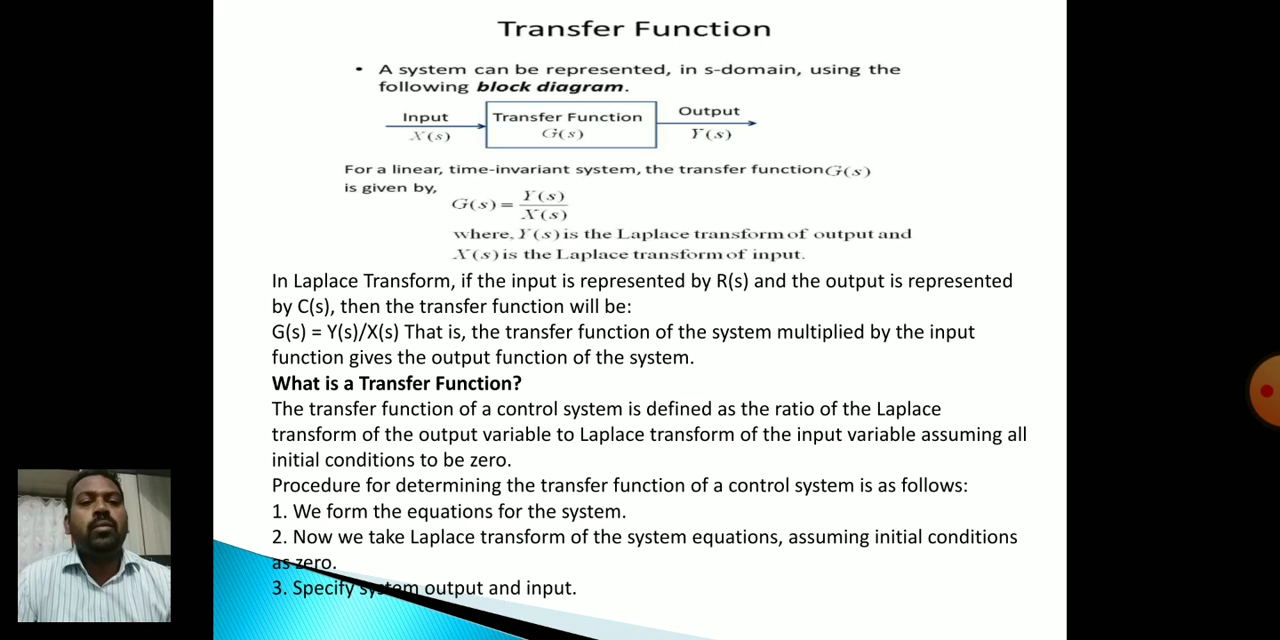 Transfer Function
• A system can be represented, in s-domain, using the
following block diagram.
Input
X(s)
Transfer Function
G(s)
Output
Y(s)
For a linear, time-invariant system, the transfer function G(s)
is given by,
G(s) = Y(s)/X(s)
where, Y(s) is the Laplace transform of output and
X(s) is the Laplace transform of input.
In Laplace Transform, if the input is represented by R(s) and the output is represented
by C(s), then the transfer function will be:
G(s) = Y(s)/X(s) That is, the transfer function of the system multiplied by the input
function gives the output function of the system.
What is a Transfer Function?
The transfer function of a control system is defined as the ratio of the Laplace
transform of the output variable to Laplace transform of the input variable assuming all
initial conditions to be zero.
Procedure for determining the transfer function of a control system is as follows:
1. We form the equations for the system.
2. Now we take Laplace transform of the system equations, assuming initial conditions
as zero.
3. Specify system output and input.